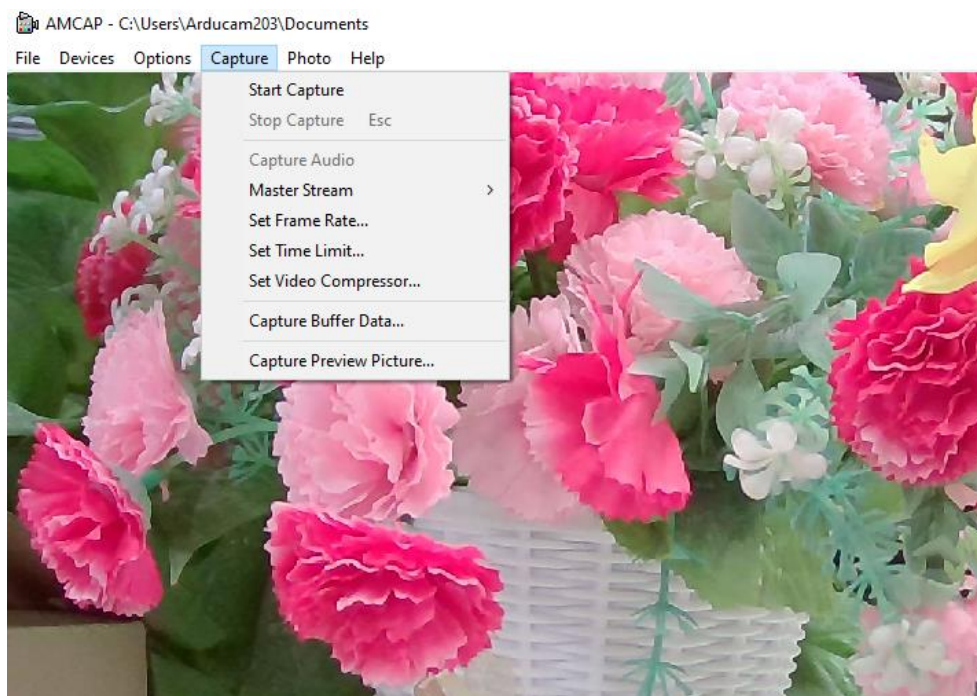 AMCAP - C:\Users\Arducam203\Documents
File Devices Options Capture Photo Help
Start Capture
Stop Capture Esc
Capture Audio
Master Stream
Set Frame Rate...
Set Time Limit...
Set Video Compressor...
Capture Buffer Data...
Capture Preview Picture...